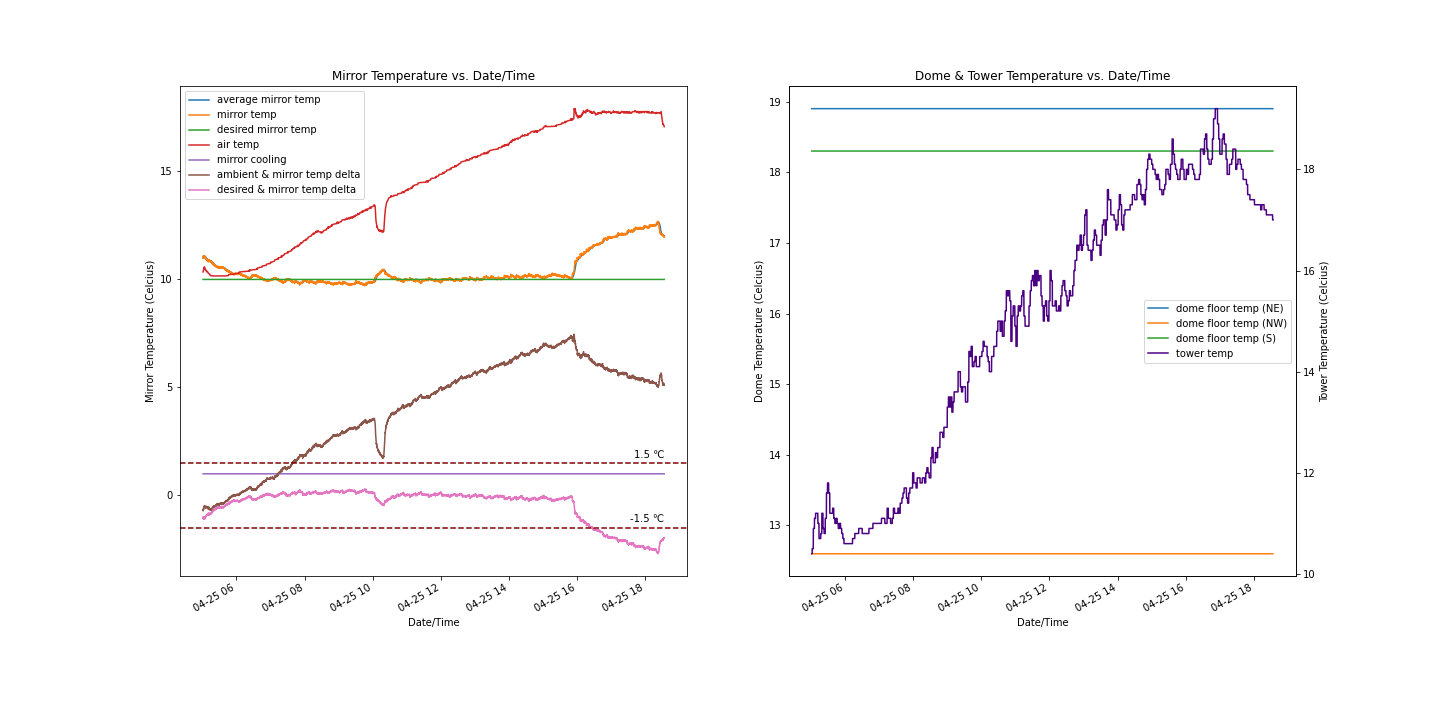 Mirror Temperature vs. Date/Time
average mirror temp
mirror temp
desired mirror temp
air temp
mirror cooling
ambient & mirror temp delta
desired & mirror temp delta
15
10
5
0
Mirror Temperature (Celcius)
1.5 °C
-1.5 °C
04-25 06
04-25 08
04-25 10
04-25 12
04-25 14
04-25 16
04-25 18
Date/Time
Dome & Tower Temperature vs. Date/Time
19
18
17
16
15
14
13
Dome Temperature (Celcius)
dome floor temp (NE)
dome floor temp (NW)
dome floor temp (S)
tower temp
18
16
14
12
10
Tower Temperature (Celcius)
04-25 06
04-25 08
04-25 10
04-25 12
04-25 14
04-25 16
04-25 18
Date/Time